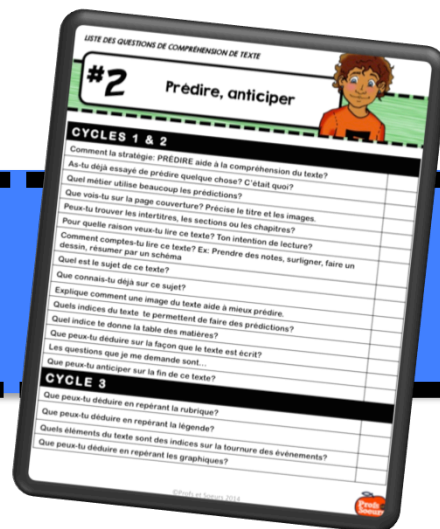 LISTE DES QUESTIONS DE COMPRÉHENSION DE TEXTE
#2 Prédire, anticiper
CYCLES 1 & 2
Comment la stratégie: PRÉDIRE aide à la compréhension du texte?
As-tu déjà essayé de prédire quelque chose? C'était quoi?
Quel métier utilise beaucoup les prédictions?
Que vois-tu sur la page couverture? Précise le titre et les images.
Peux-tu trouver les intertitres, les sections ou les chapitres?
Pour quelle raison veux-tu lire ce texte? Ton intention de lecture?
Comment comptes-tu lire ce texte? Ex: Prendre des notes, surligner, faire un
dessin, résumer par un schéma
Quel est le sujet de ce texte?
Que connais-tu déjà sur ce sujet?
Explique comment une image du texte aide à mieux prédire.
Quels indices du texte te permettent de faire des prédictions?
Quel indice te donne la table des matières?
Que peux-tu déduire sur la façon que le texte est écrit?
Les questions que je me demande sont...
Que peux-tu anticiper sur la fin de ce texte?
CYCLE 3
Que peux-tu déduire en repérant la rubrique?
Que peux-tu déduire en repérant la légende?
Quels éléments du texte sont des indices sur la tournure des événements?
Que peux-tu déduire en repérant les graphiques?
©Profs et Soeurs 2014
Profs
Soeurs